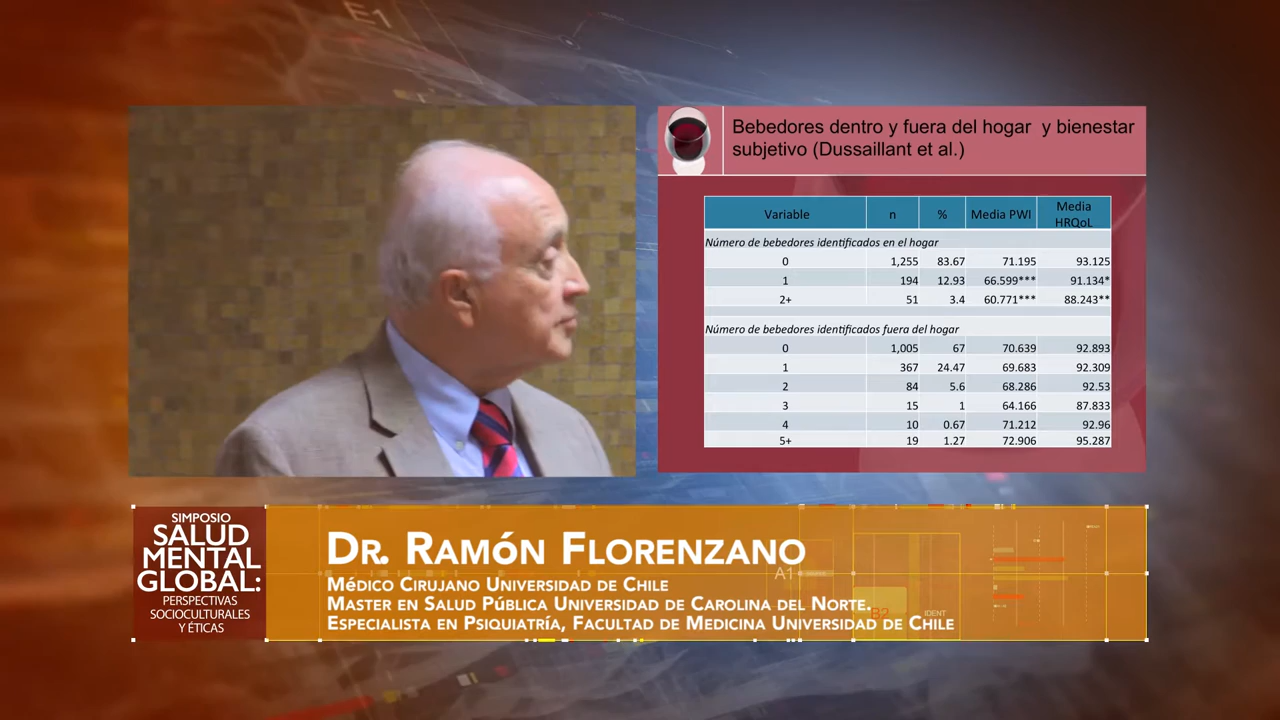 E1
Bebedores dentro y fuera del hogar y bienestar
subjetivo (Dussaillant et al.)
Variable n % Media PWI Media HRQoL
Número de bebedores identificados en el hogar
0 1,255 83.67 71.195 93.125
1 194 12.93 66.599*** 91.134*
2+ 51 3.4 60.771*** 88.243**
Número de bebedores identificados fuera del hogar
0 1,005 67 70.639 92.893
1 367 24.47 69.683 92.309
2 84 5.6 68.286 92.53
3 15 1 64.166 87.833
4 10 0.67 71.212 92.96
5+ 19 1.27 72.906 95.287
SIMPOSIO
SALUD
MENTAL
GLOBAL:
PERSPECTIVAS
SOCIOCULTURALES
Y ÉTICAS
DR. RAMÓN FLORENZANO
MÉDICO CIRUJANO UNIVERSIDAD DE CHILE
MASTER EN SALUD PÚBLICA UNIVERSIDAD DE CAROLINA DEL NORTE.
ESPECIALISTA EN PSIQUIATRÍA, FACULTAD DE MEDICINA UNIVERSIDAD DE CHILE
A1
B2
IDENT